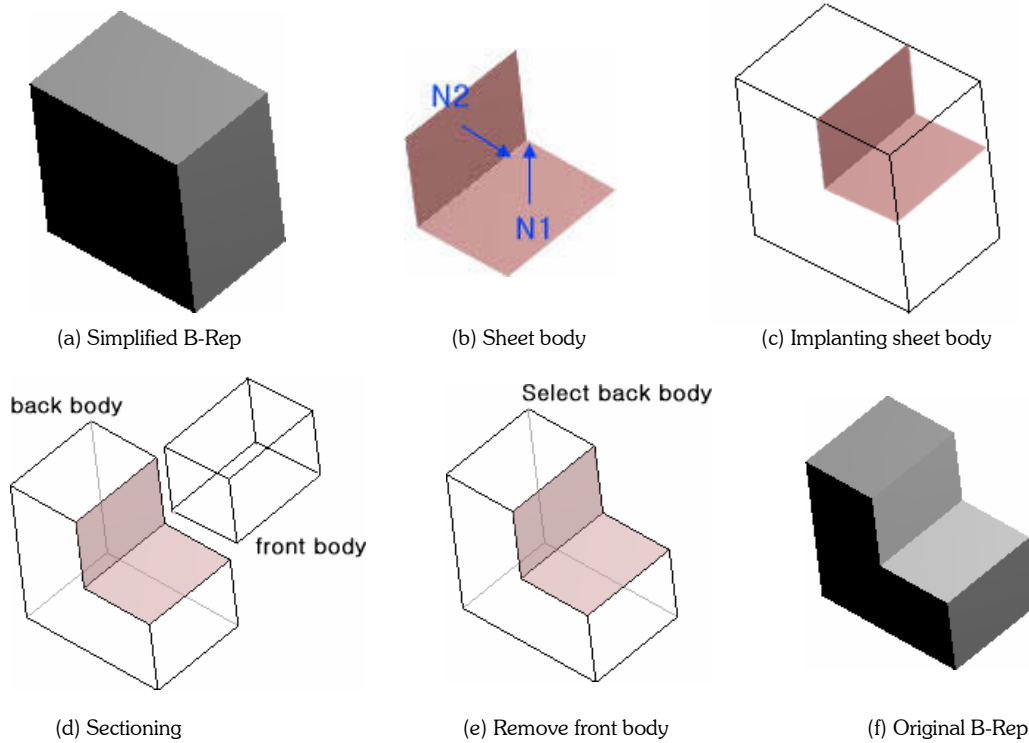 N2
N1
(a) Simplified B-Rep
(b) Sheet body
(c) Implanting sheet body
back body
front body
Select back body
(d) Sectioning
(e) Remove front body
(f) Original B-Rep